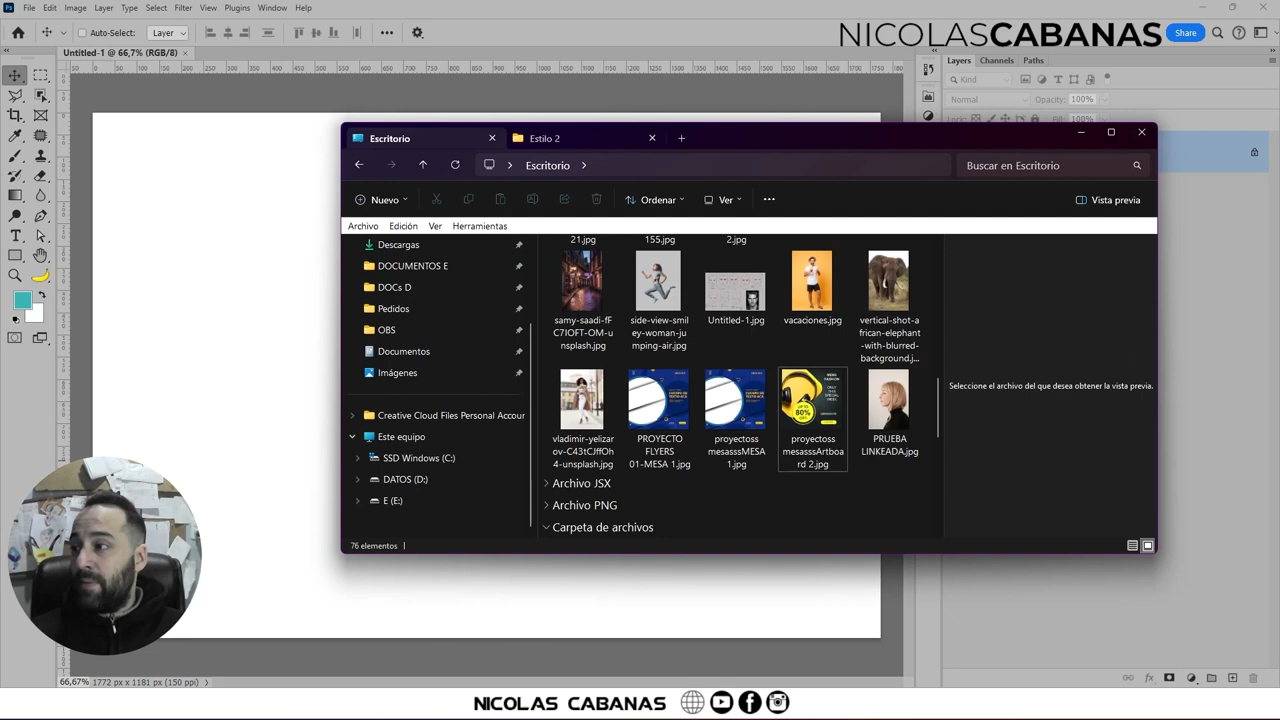 File Edit Image Layer Type Select Filter View Plugins Window Help
Auto-Select: Layer
NICOLASCABANAS
Share
Untitled-1 @ 66,7% (RGB/8)
Layers Channels Paths
Kind
Normal Opacity: 100%
Lock: Fill: 100%
Escritorio
Estilo 2
Escritorio
Buscar en Escritorio
Nuevo
Ordenar
Ver
Vista previa
Archivo Edición Ver Herramientas
Descargas
DOCUMENTOS E
DOCs D
Pedidos
OBS
Documentos
Imágenes
Creative Cloud Files Personal Accour
Este equipo
SSD Windows (C:)
DATOS (D:)
E (E:)
21.jpg
155.jpg
2.jpg
samy-saadi-fF
C7IOFT-OM-u
nsplash.jpg
side-view-smil
ey-woman-ju
mping-air.jpg
Untitled-1.jpg
vacaciones.jpg
vertical-shot-a
frican-elephant
-with-blurred-
background.j...
vladimir-yelizar
ov-C43tCJffOh
4-unsplash.jpg
PROYECTO
FLYERS
01-MESA 1.jpg
proyectoss
mesasssMESA
1.jpg
proyectoss
mesasssArtboa
rd 2.jpg
PRUEBA
LINKEADA.jpg
Archivo JSX
Archivo PNG
Carpeta de archivos
Seleccione el archivo del que desea obtener la vista previa.
76 elementos
66,67% 1772 px x 1181 px (150 ppi)
NICOLAS CABANAS